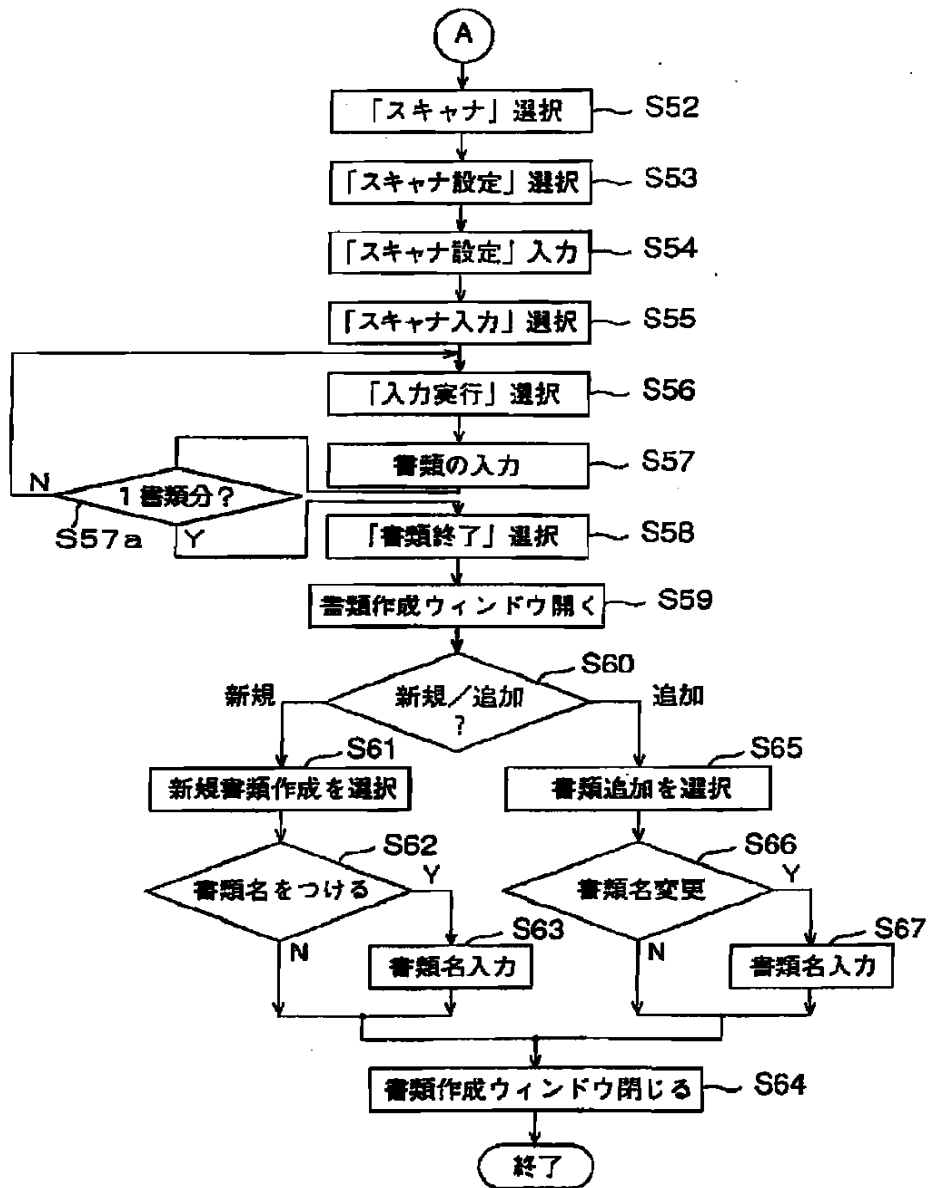 A
「スキャナ」選択 S52
「スキャナ設定」選択 S53
「スキャナ設定」入力 S54
「スキャナ入力」選択 S55
「入力実行」選択 S56
書類の入力 S57
N 1書類分？
S57a Y
「書類終了」選択 S58
書類作成ウィンドウ開く S59
S60
新規 新規／追加 追加
？
S61 S65
新規書類作成を選択 書類追加を選択
S62 S66
書類名をつける Y 書類名変更 Y
N S63 N S67
書類名入力 書類名入力
書類作成ウィンドウ閉じる S64
終了